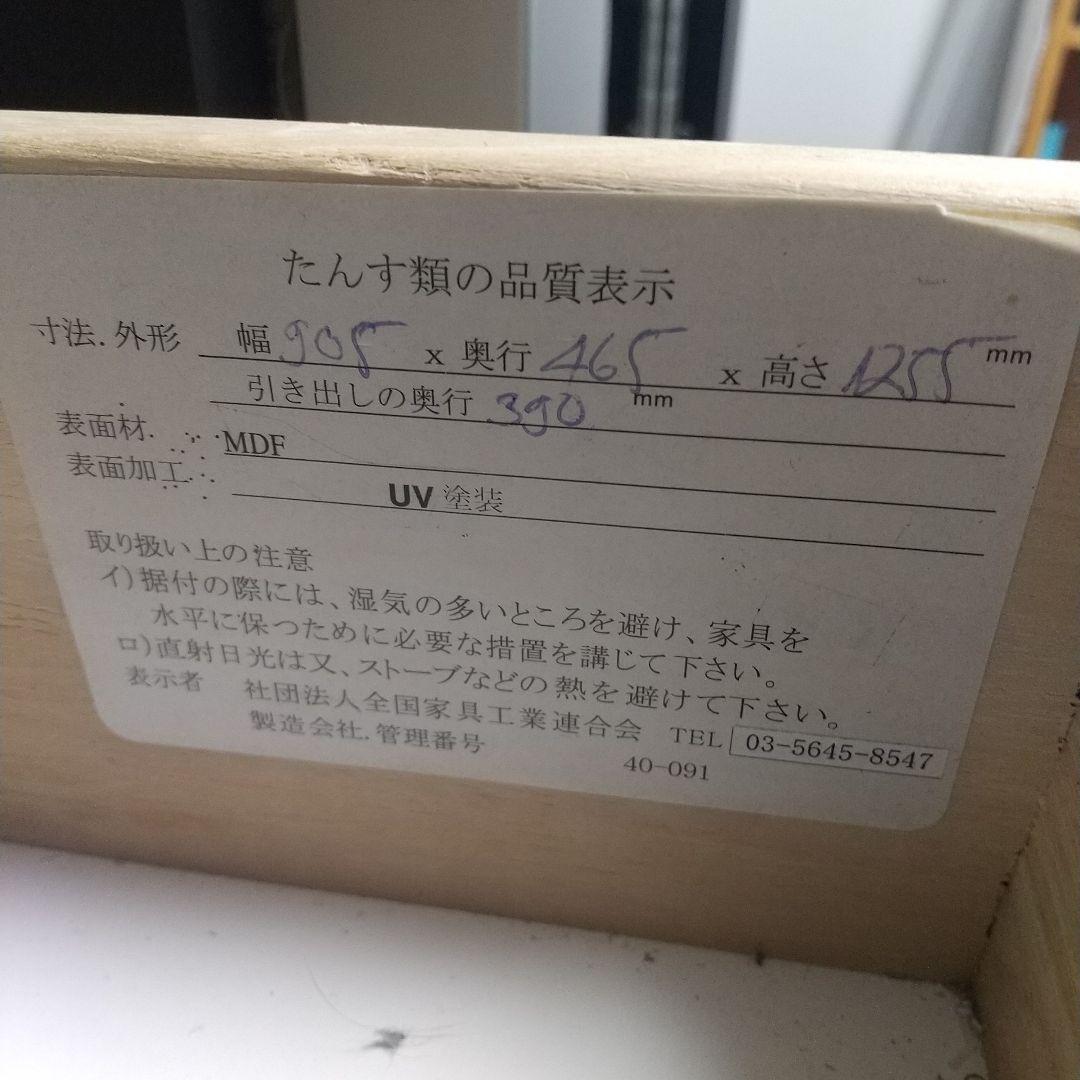 たんす類の品質表示
寸法.外形 幅 905 x 奥行 465 x 高さ 1255 mm
引き出しの奥行 390 mm
表面材. MDF
表面加工. UV塗装
取り扱い上の注意
イ)据付の際には、湿気の多いところを避け、家具を
水平に保つために必要な措置を講じて下さい。
ロ)直射日光は又、ストーブなどの熱を避けて下さい。
表示者 社団法人全国家具工業連合会 TEL 03-5645-8547
製造会社.管理番号 40-091